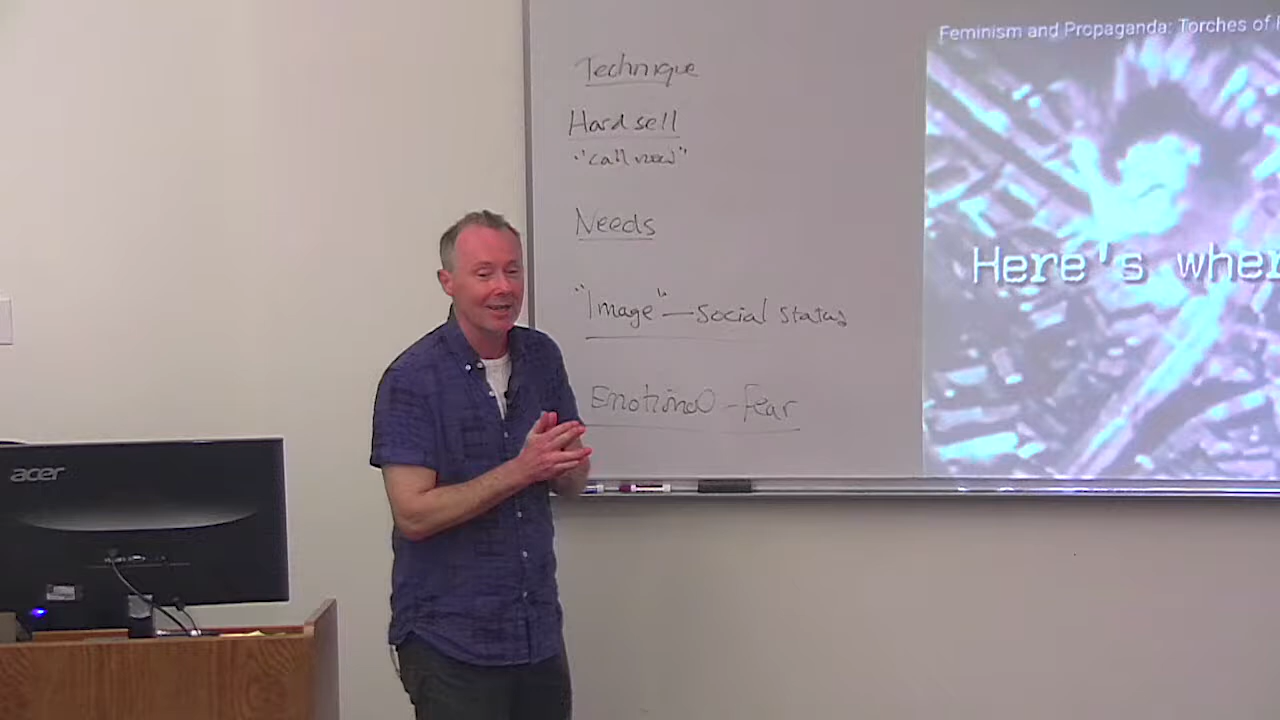 Technique
Hard sell
"call now"
Needs
"Image" — Social Status
Emotional - fear
Feminism and Propaganda: Torches of
Here's wher
acer